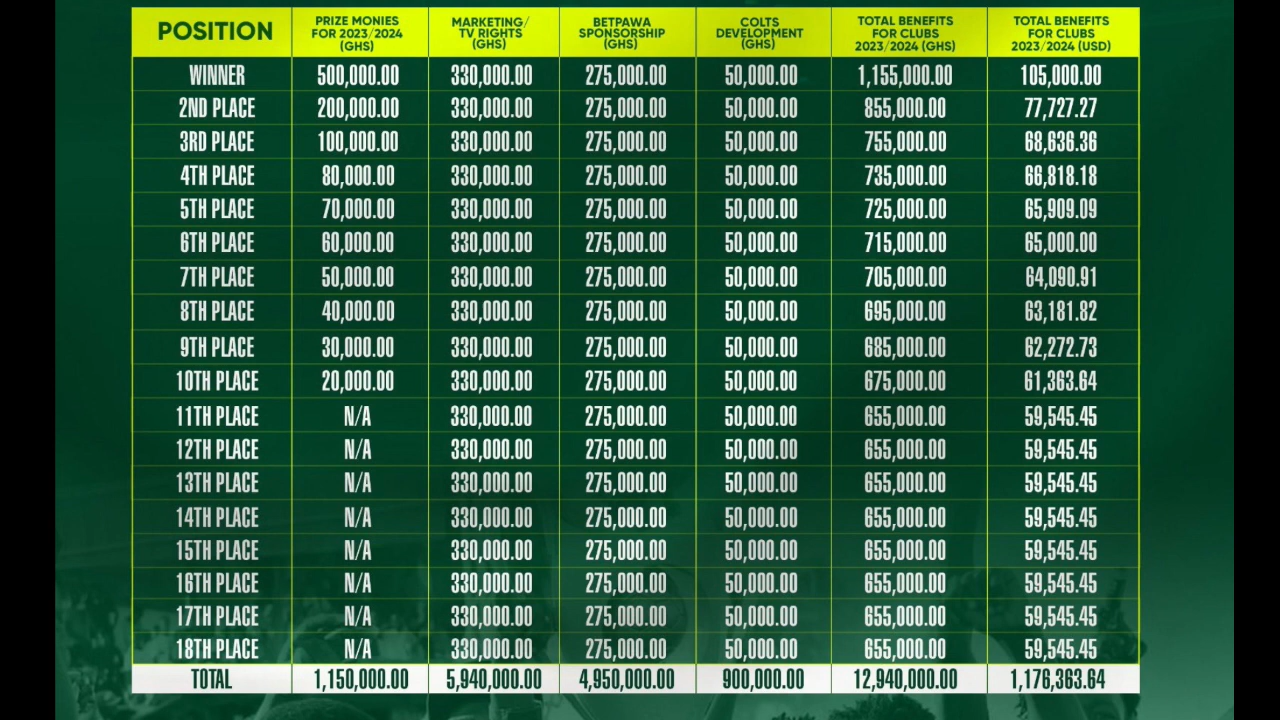 POSITION PRIZE MONIES FOR 2023/2024 (GHS) MARKETING/ TV RIGHTS (GHS) BETPAWA SPONSORSHIP (GHS) COLTS DEVELOPMENT (GHS) TOTAL BENEFITS FOR CLUBS 2023/2024 (GHS) TOTAL BENEFITS FOR CLUBS 2023/2024 (USD)
WINNER 500,000.00 330,000.00 275,000.00 50,000.00 1,155,000.00 105,000.00
2ND PLACE 200,000.00 330,000.00 275,000.00 50,000.00 855,000.00 77,727.27
3RD PLACE 100,000.00 330,000.00 275,000.00 50,000.00 755,000.00 68,636.36
4TH PLACE 80,000.00 330,000.00 275,000.00 50,000.00 735,000.00 66,818.18
5TH PLACE 70,000.00 330,000.00 275,000.00 50,000.00 725,000.00 65,909.09
6TH PLACE 60,000.00 330,000.00 275,000.00 50,000.00 715,000.00 65,000.00
7TH PLACE 50,000.00 330,000.00 275,000.00 50,000.00 705,000.00 64,090.91
8TH PLACE 40,000.00 330,000.00 275,000.00 50,000.00 695,000.00 63,181.82
9TH PLACE 30,000.00 330,000.00 275,000.00 50,000.00 685,000.00 62,272.73
10TH PLACE 20,000.00 330,000.00 275,000.00 50,000.00 675,000.00 61,363.64
11TH PLACE N/A 330,000.00 275,000.00 50,000.00 655,000.00 59,545.45
12TH PLACE N/A 330,000.00 275,000.00 50,000.00 655,000.00 59,545.45
13TH PLACE N/A 330,000.00 275,000.00 50,000.00 655,000.00 59,545.45
14TH PLACE N/A 330,000.00 275,000.00 50,000.00 655,000.00 59,545.45
15TH PLACE N/A 330,000.00 275,000.00 50,000.00 655,000.00 59,545.45
16TH PLACE N/A 330,000.00 275,000.00 50,000.00 655,000.00 59,545.45
17TH PLACE N/A 330,000.00 275,000.00 50,000.00 655,000.00 59,545.45
18TH PLACE N/A 330,000.00 275,000.00 50,000.00 655,000.00 59,545.45
TOTAL 1,150,000.00 5,940,000.00 4,950,000.00 900,000.00 12,940,000.00 1,176,363.64